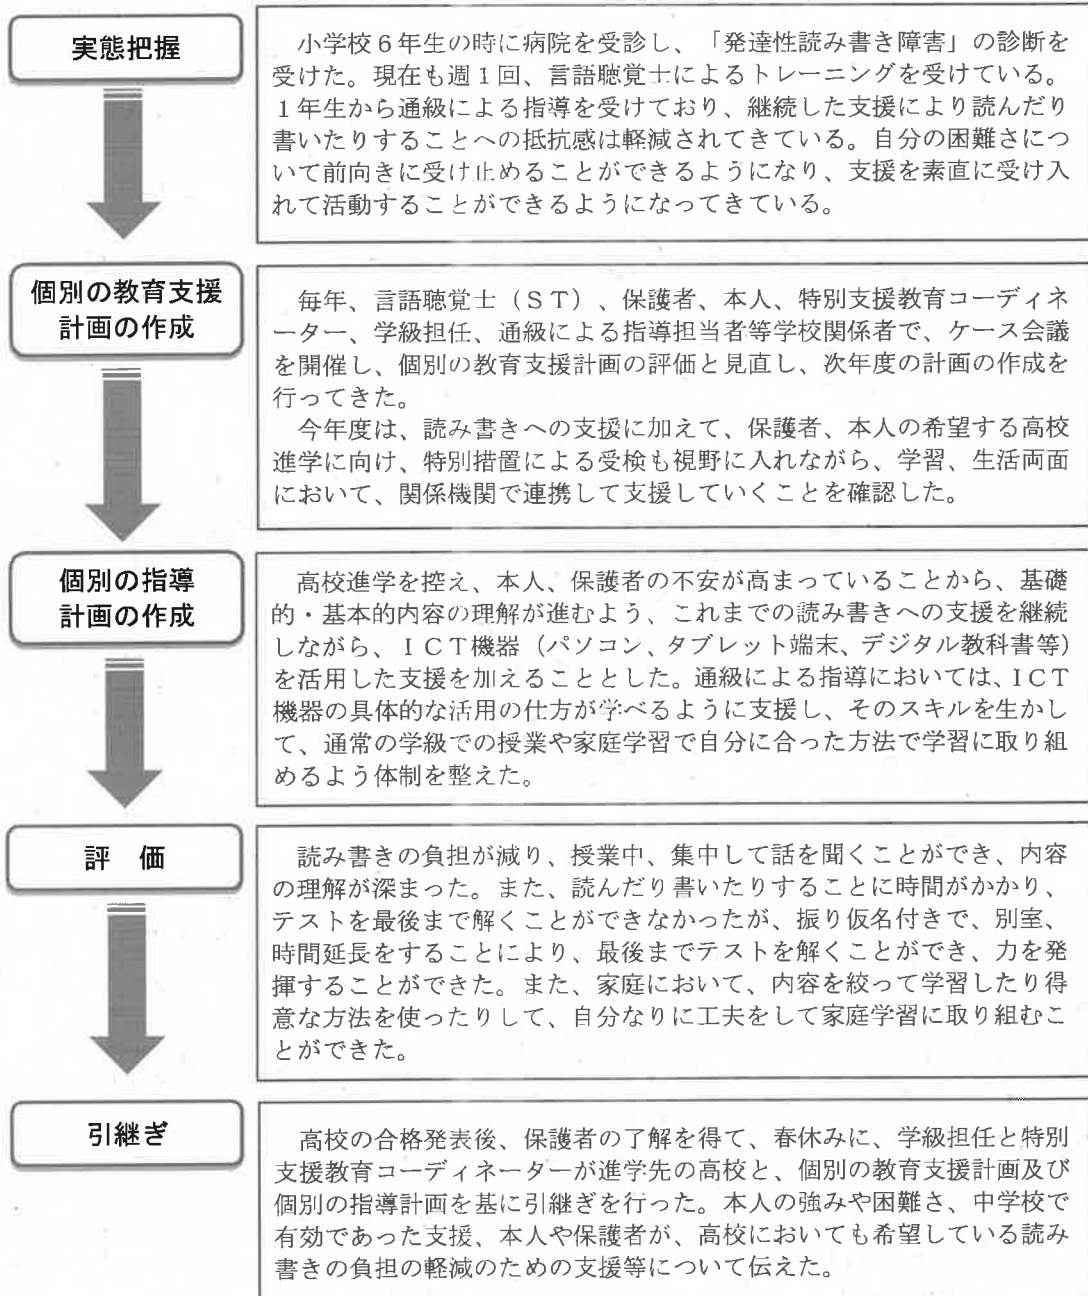 実態把握
　小学校６年生の時に病院を受診し、「発達性読み書き障害」の診断を
受けた。現在も週１回、言語聴覚士によるトレーニングを受けている。
１年生から通級による指導を受けており、継続した支援により読んだり
書いたりすることへの抵抗感は軽減されてきている。自分の困難さにつ
いて前向きに受け止めることができるようになり、支援を素直に受け入
れて活動することができるようになってきている。
個別の教育支援
計画の作成
　毎年、言語聴覚士（ＳＴ）、保護者、本人、特別支援教育コーディネ
ーター、学級担任、通級による指導担当者等学校関係者で、ケース会議
を開催し、個別の教育支援計画の評価と見直し、次年度の計画の作成を
行ってきた。
　今年度は、読み書きへの支援に加えて、保護者、本人の希望する高校
進学に向け、特別措置による受検も視野に入れながら、学習、生活両面
において、関係機関で連携して支援していくことを確認した。
個別の指導
計画の作成
　高校進学を控え、本人、保護者の不安が高まっていることから、基礎
的・基本的内容の理解が進むよう、これまでの読み書きへの支援を継続
しながら、ＩＣＴ機器（パソコン、タブレット端末、デジタル教科書等）
を活用した支援を加えることとした。通級による指導においては、ＩＣＴ
機器の具体的な活用の仕方が学べるように支援し、そのスキルを生かし
て、通常の学級での授業や家庭学習で自分に合った方法で学習に取り組
めるよう体制を整えた。
評　価
　読み書きの負担が減り、授業中、集中して話を聞くことができ、内容
の理解が深まった。また、読んだり書いたりすることに時間がかかり、
テストを最後まで解くことができなかったが、振り仮名付きで、別室、
時間延長をすることにより、最後までテストを解くことができ、力を発
揮することができた。また、家庭において、内容を絞って学習したり得
意な方法を使ったりして、自分なりに工夫をして家庭学習に取り組むこ
とができた。
引継ぎ
　高校の合格発表後、保護者の了解を得て、春休みに、学級担任と特別
支援教育コーディネーターが進学先の高校と、個別の教育支援計画及び
個別の指導計画を基に引継ぎを行った。本人の強みや困難さ、中学校で
有効であった支援、本人や保護者が、高校においても希望している読み
書きの負担の軽減のための支援等について伝えた。